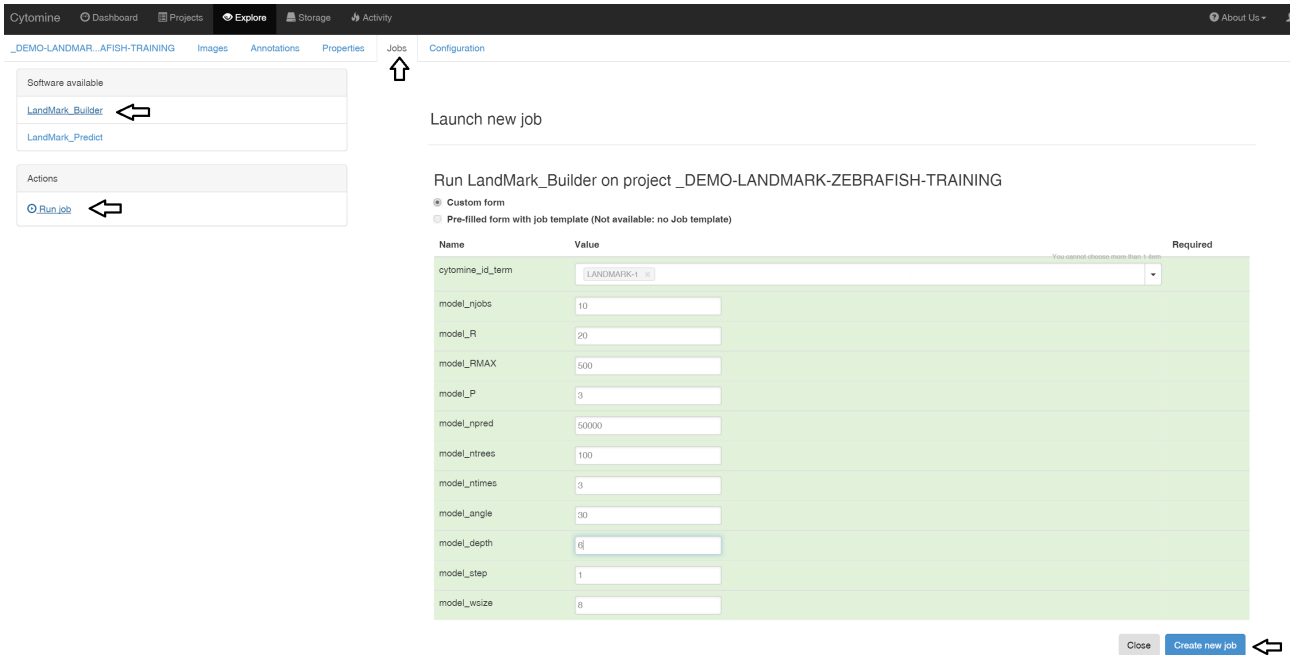 Cytomine Dashboard Projects Explore Storage Activity About Us
_DEMO-LANDMAR...AFISH-TRAINING Images Annotations Properties Jobs Configuration
Software available
LandMark_Builder
LandMark_Predict
Actions
Run job
Launch new job
Run LandMark_Builder on project _DEMO-LANDMARK-ZEBRAFISH-TRAINING
Custom form
Pre-filled form with job template (Not available: no Job template)
Name Value Required
You cannot choose more than 1 item
cytomine_id_term LANDMARK-1 ×
model_njobs 10
model_R 20
model_RMAX 500
model_P 3
model_npred 50000
model_ntrees 100
model_ntimes 3
model_angle 30
model_depth 6
model_step 1
model_wsize 8
Close Create new job